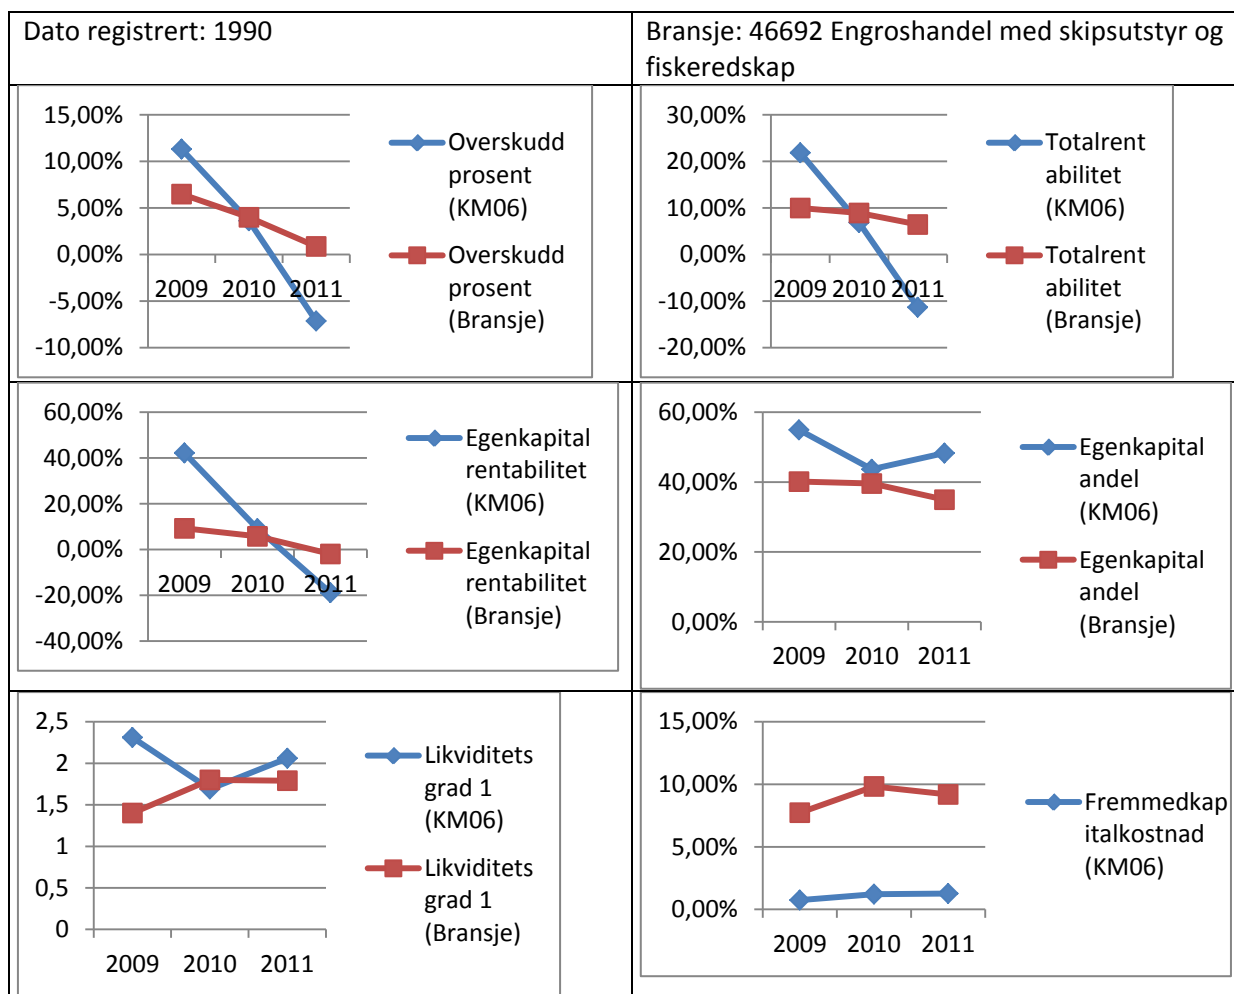 Dato registrert: 1990
Bransje: 46692 Engroshandel med skipsutstyr og
fiskeredskap
15,00%
10,00%
5,00%
0,00%
-5,00%
-10,00%
2009 2010 2011
Overskudd
prosent
(KM06)
Overskudd
prosent
(Bransje)
30,00%
20,00%
10,00%
0,00%
-10,00%
-20,00%
2009 2010 2011
Totalrent
abilitet
(KM06)
Totalrent
abilitet
(Bransje)
60,00%
40,00%
20,00%
0,00%
-20,00%
-40,00%
2009 2010 2011
Egenkapital
rentabilitet
(KM06)
Egenkapital
rentabilitet
(Bransje)
60,00%
40,00%
20,00%
0,00%
2009 2010 2011
Egenkapital
andel
(KM06)
Egenkapital
andel
(Bransje)
2,5
2
1,5
1
0,5
0
2009 2010 2011
Likviditets
grad 1
(KM06)
Likviditets
grad 1
(Bransje)
15,00%
10,00%
5,00%
0,00%
2009 2010 2011
Fremmedkap
italkostnad
(KM06)